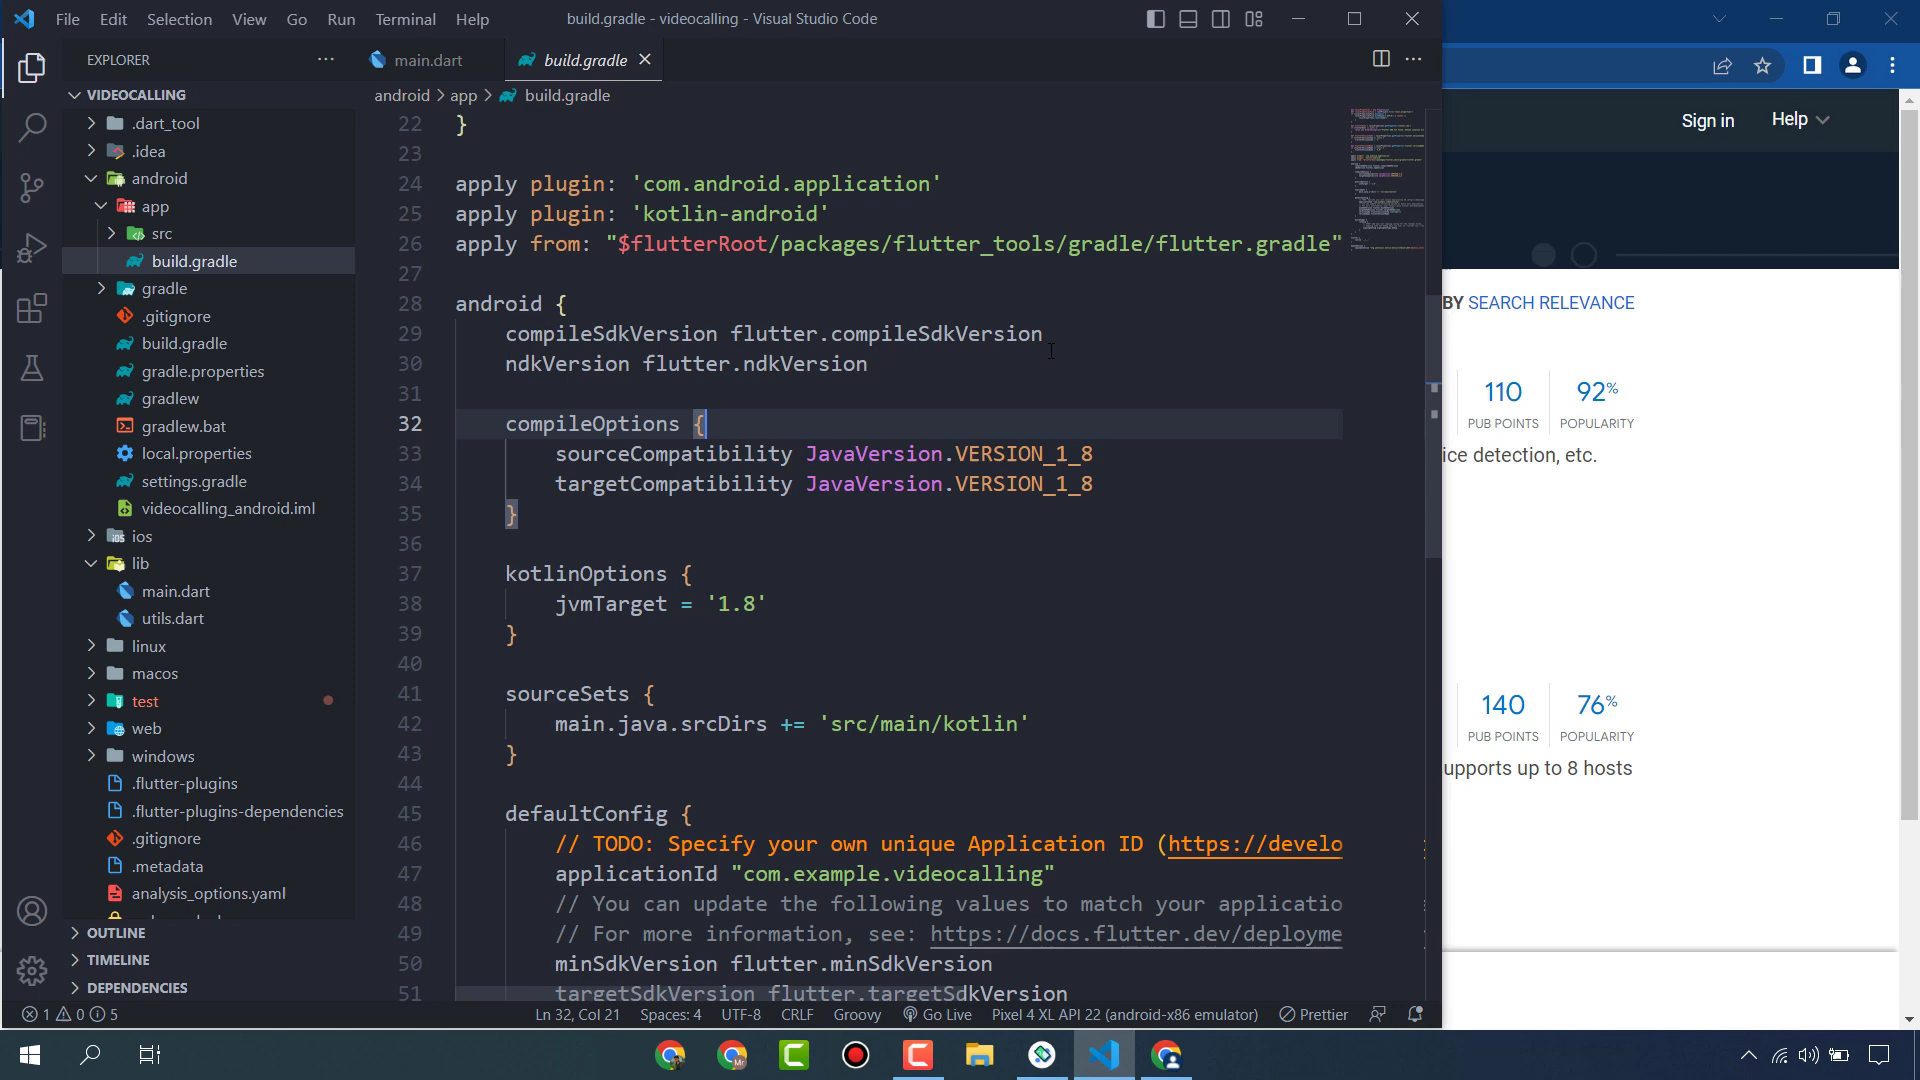 File Edit Selection View Go Run Terminal Help
build.gradle - videocalling - Visual Studio Code
EXPLORER
main.dart
build.gradle
VIDEOCALLING
android > app > build.gradle
.dart_tool
.idea
android
app
src
build.gradle
gradle
.gitignore
build.gradle
gradle.properties
gradlew
gradlew.bat
local.properties
settings.gradle
videocalling_android.iml
ios
lib
main.dart
utils.dart
linux
macos
test
web
windows
.flutter-plugins
.flutter-plugins-dependencies
.gitignore
.metadata
analysis_options.yaml
OUTLINE
TIMELINE
DEPENDENCIES
22 }
23
24 apply plugin: 'com.android.application'
25 apply plugin: 'kotlin-android'
26 apply from: "$flutterRoot/packages/flutter_tools/gradle/flutter.gradle"
27
28 android {
29 compileSdkVersion flutter.compileSdkVersion
30 ndkVersion flutter.ndkVersion
31
32 compileOptions {
33 sourceCompatibility JavaVersion.VERSION_1_8
34 targetCompatibility JavaVersion.VERSION_1_8
35 }
36
37 kotlinOptions {
38 jvmTarget = '1.8'
39 }
40
41 sourceSets {
42 main.java.srcDirs += 'src/main/kotlin'
43 }
44
45 defaultConfig {
46 // TODO: Specify your own unique Application ID (https://develo
47 applicationId "com.example.videocalling"
48 // You can update the following values to match your applicatio
49 // For more information, see: https://docs.flutter.dev/deployme
50 minSdkVersion flutter.minSdkVersion
51 targetSdkVersion flutter.targetSdkVersion
1 0 5
Ln 32, Col 21 Spaces: 4 UTF-8 CRLF Groovy Go Live Pixel 4 XL API 22 (android-x86 emulator) Prettier
Sign in Help
BY SEARCH RELEVANCE
110 92%
PUB POINTS POPULARITY
ice detection, etc.
140 76%
PUB POINTS POPULARITY
upports up to 8 hosts